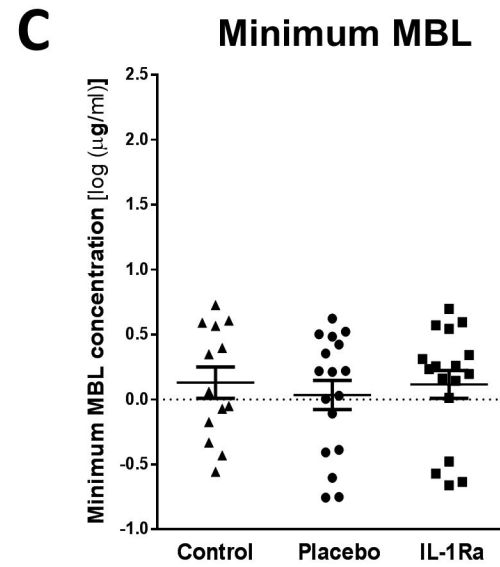 C
Minimum MBL
Minimum MBL concentration [log (µg/ml)]
2.5
2.0
1.5
1.0
0.5
0.0
-0.5
-1.0
Control Placebo IL-1Ra